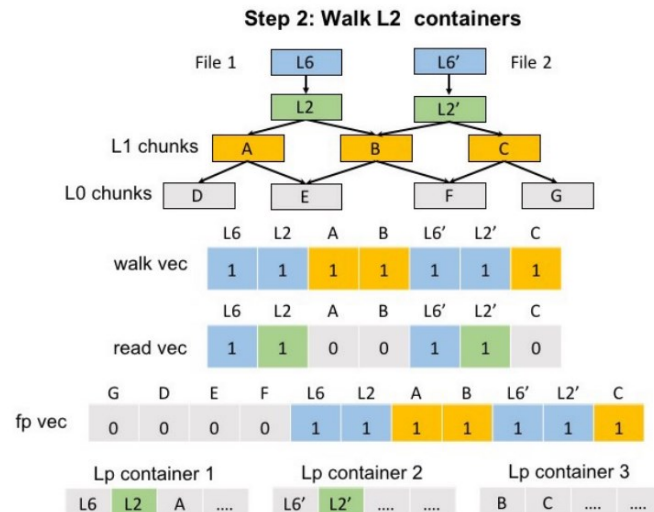 Step 2: Walk L2 containers
File 1 L6 L6’ File 2
L2 L2’
L1 chunks A B C
L0 chunks D E F G
L6 L2 A B L6’ L2’ C
walk vec 1 1 1 1 1 1 1
L6 L2 A B L6’ L2’ C
read vec 1 1 0 0 1 1 0
G D E F L6 L2 A B L6’ L2’ C
fp vec 0 0 0 0 1 1 1 1 1 1 1
Lp container 1 Lp container 2 Lp container 3
L6 L2 A .... L6’ L2’ .... .... B C .... ....